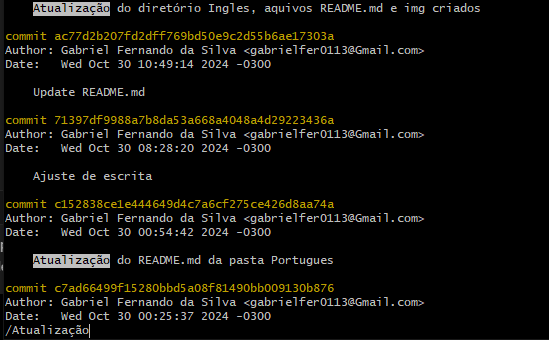 Atualização do diretório Ingles, aquivos README.md e img criados
commit ac77d2b207fd2dff769bd50e9c2d55b6ae17303a
Author: Gabriel Fernando da Silva <gabrielfer0113@Gmail.com>
Date:   Wed Oct 30 10:49:14 2024 -0300
Update README.md
commit 71397df9988a7b8da53a668a4048a4d29223436a
Author: Gabriel Fernando da Silva <gabrielfer0113@Gmail.com>
Date:   Wed Oct 30 08:28:20 2024 -0300
Ajuste de escrita
commit c152838ce1e444649d4c7a6cf275ce426d8aa74a
Author: Gabriel Fernando da Silva <gabrielfer0113@Gmail.com>
Date:   Wed Oct 30 00:54:42 2024 -0300
Atualização do README.md da pasta Portugues
commit c7ad66499f15280bbd5a08f81490bb009130b876
Author: Gabriel Fernando da Silva <gabrielfer0113@Gmail.com>
Date:   Wed Oct 30 00:25:37 2024 -0300
/Atualização